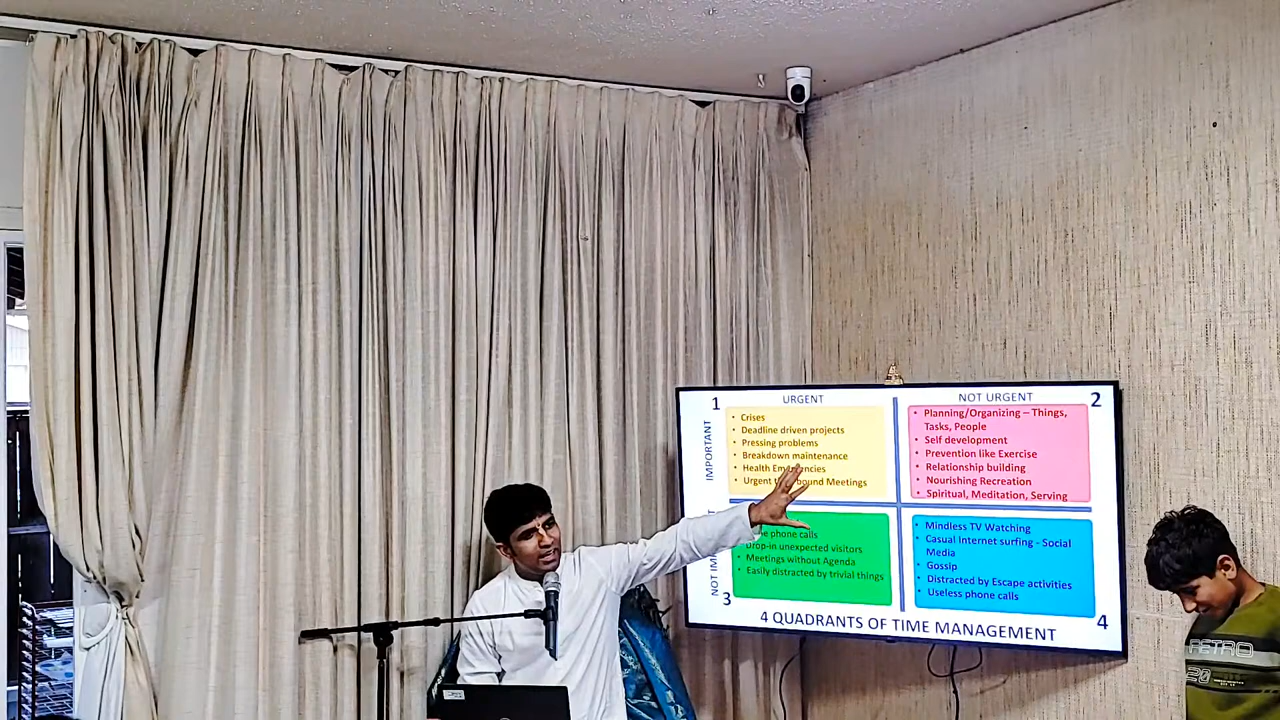 1
URGENT
NOT URGENT
2
IMPORTANT
• Crises
• Deadline driven projects
• Pressing problems
• Breakdown maintenance
• Health
• Urgent
Meetings
• Planning/Organizing – Things,
Tasks, People
• Self development
• Prevention like Exercise
• Relationship building
• Nourishing Recreation
• Spiritual, Meditation, Serving
NOT
phone calls
Drop-in unexpected visitors
• Meetings without Agenda
• Easily distracted by trivial things
• Mindless TV Watching
• Casual Internet surfing - Social
Media
• Gossip
• Distracted by Escape activities
• Useless phone calls
3
4
4 QUADRANTS OF TIME MANAGEMENT
RETRO
20